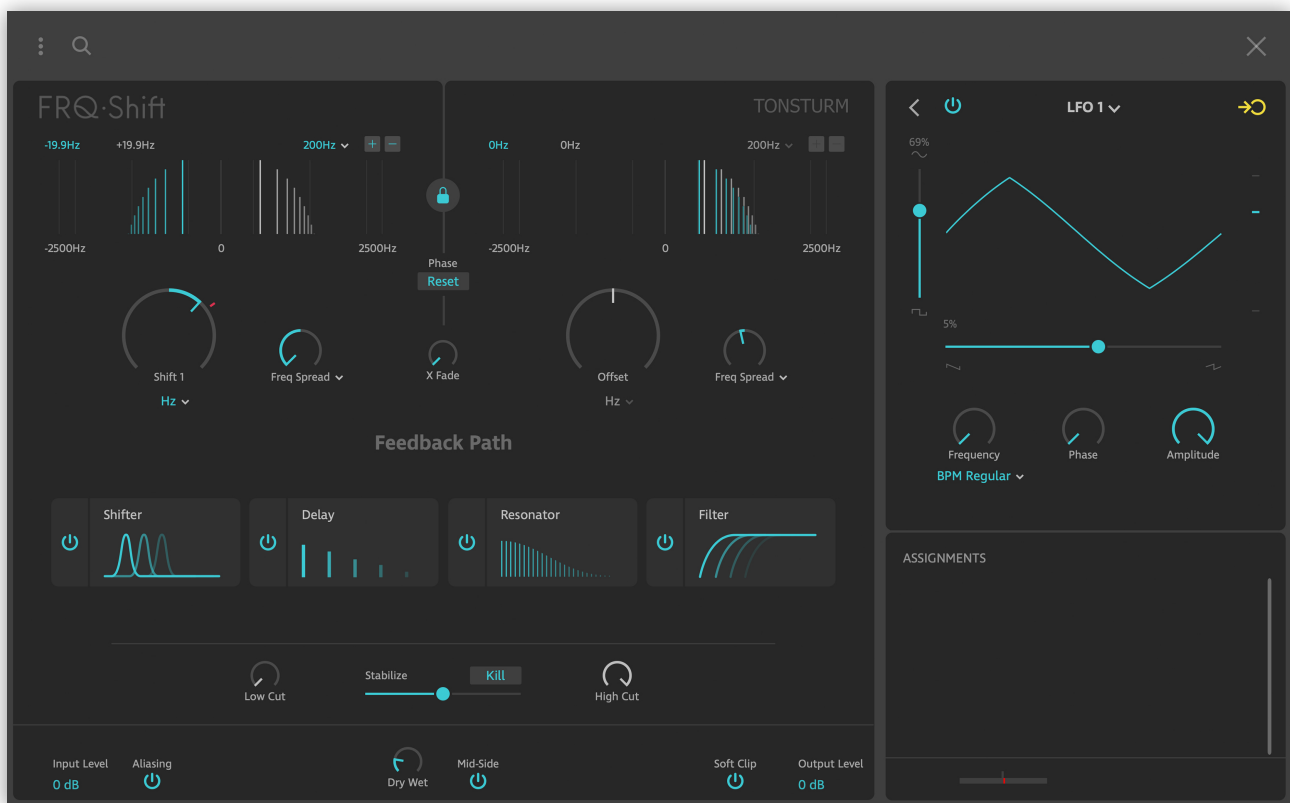 FRQ·Shift
TONSTURM
LFO 1
-19.9Hz +19.9Hz 200Hz + −
0Hz 0Hz 200Hz + −
69%
-2500Hz 0 2500Hz
-2500Hz 0 2500Hz
Phase
Reset
5%
Shift 1
Freq Spread
X Fade
Offset
Freq Spread
Hz
Hz
Frequency Phase Amplitude
BPM Regular
Feedback Path
Shifter Delay Resonator Filter
ASSIGNMENTS
Low Cut
Stabilize
Kill
High Cut
Input Level Aliasing
0 dB
Dry Wet
Mid-Side
Soft Clip Output Level
0 dB